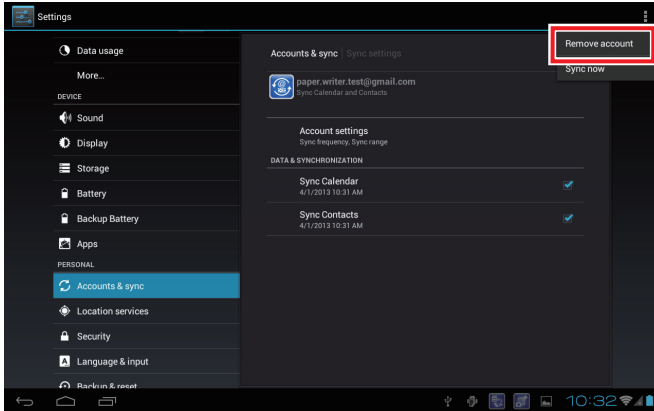 Settings
Data usage
More...
DEVICE
Sound
Display
Storage
Battery
Backup Battery
Apps
PERSONAL
Accounts & sync
Location services
Security
Language & input
Backup & reset
Accounts & sync | Sync settings
Remove account
Sync now
paper.writer.test@gmail.com
Sync Calendar and Contacts
Account settings
Sync frequency, Sync range
DATA & SYNCHRONIZATION
Sync Calendar
4/1/2013 10:31 AM
Sync Contacts
4/1/2013 10:31 AM
10:32